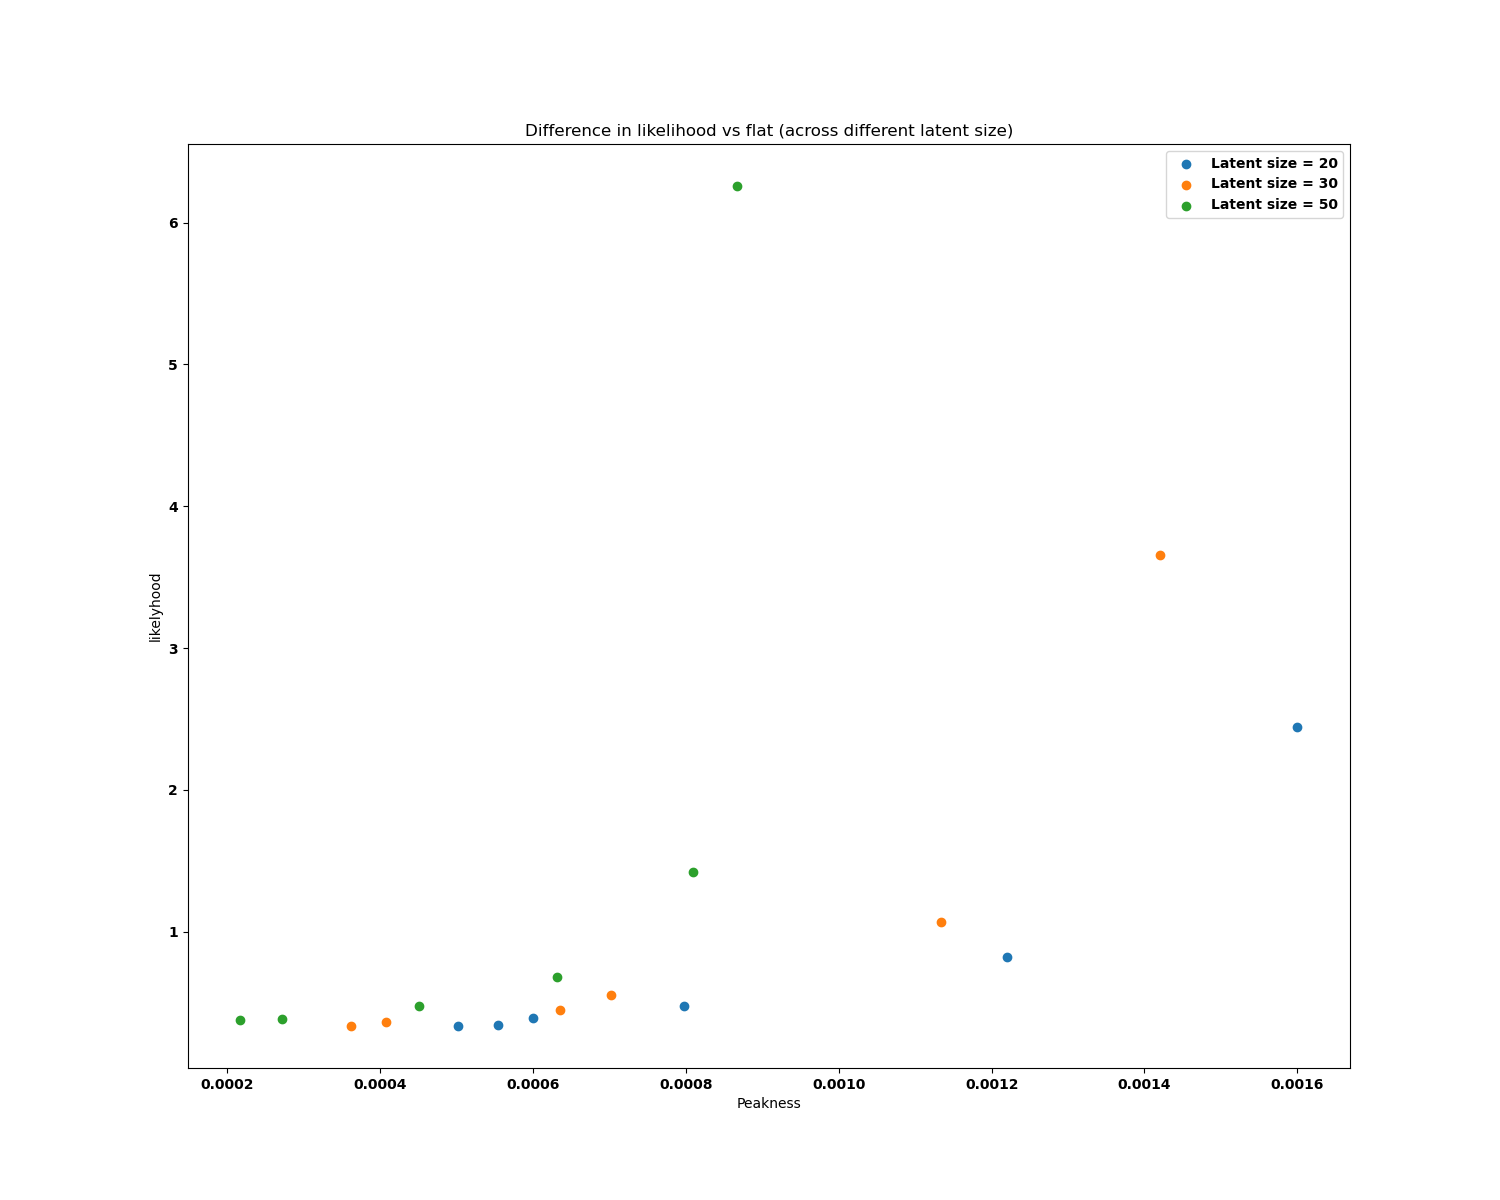 Difference in likelihood vs flat (across different latent size)
Latent size = 20
Latent size = 30
Latent size = 50
6
5
4
3
2
1
likelyhood
0.0002 0.0004 0.0006 0.0008 0.0010 0.0012 0.0014 0.0016
Peakness